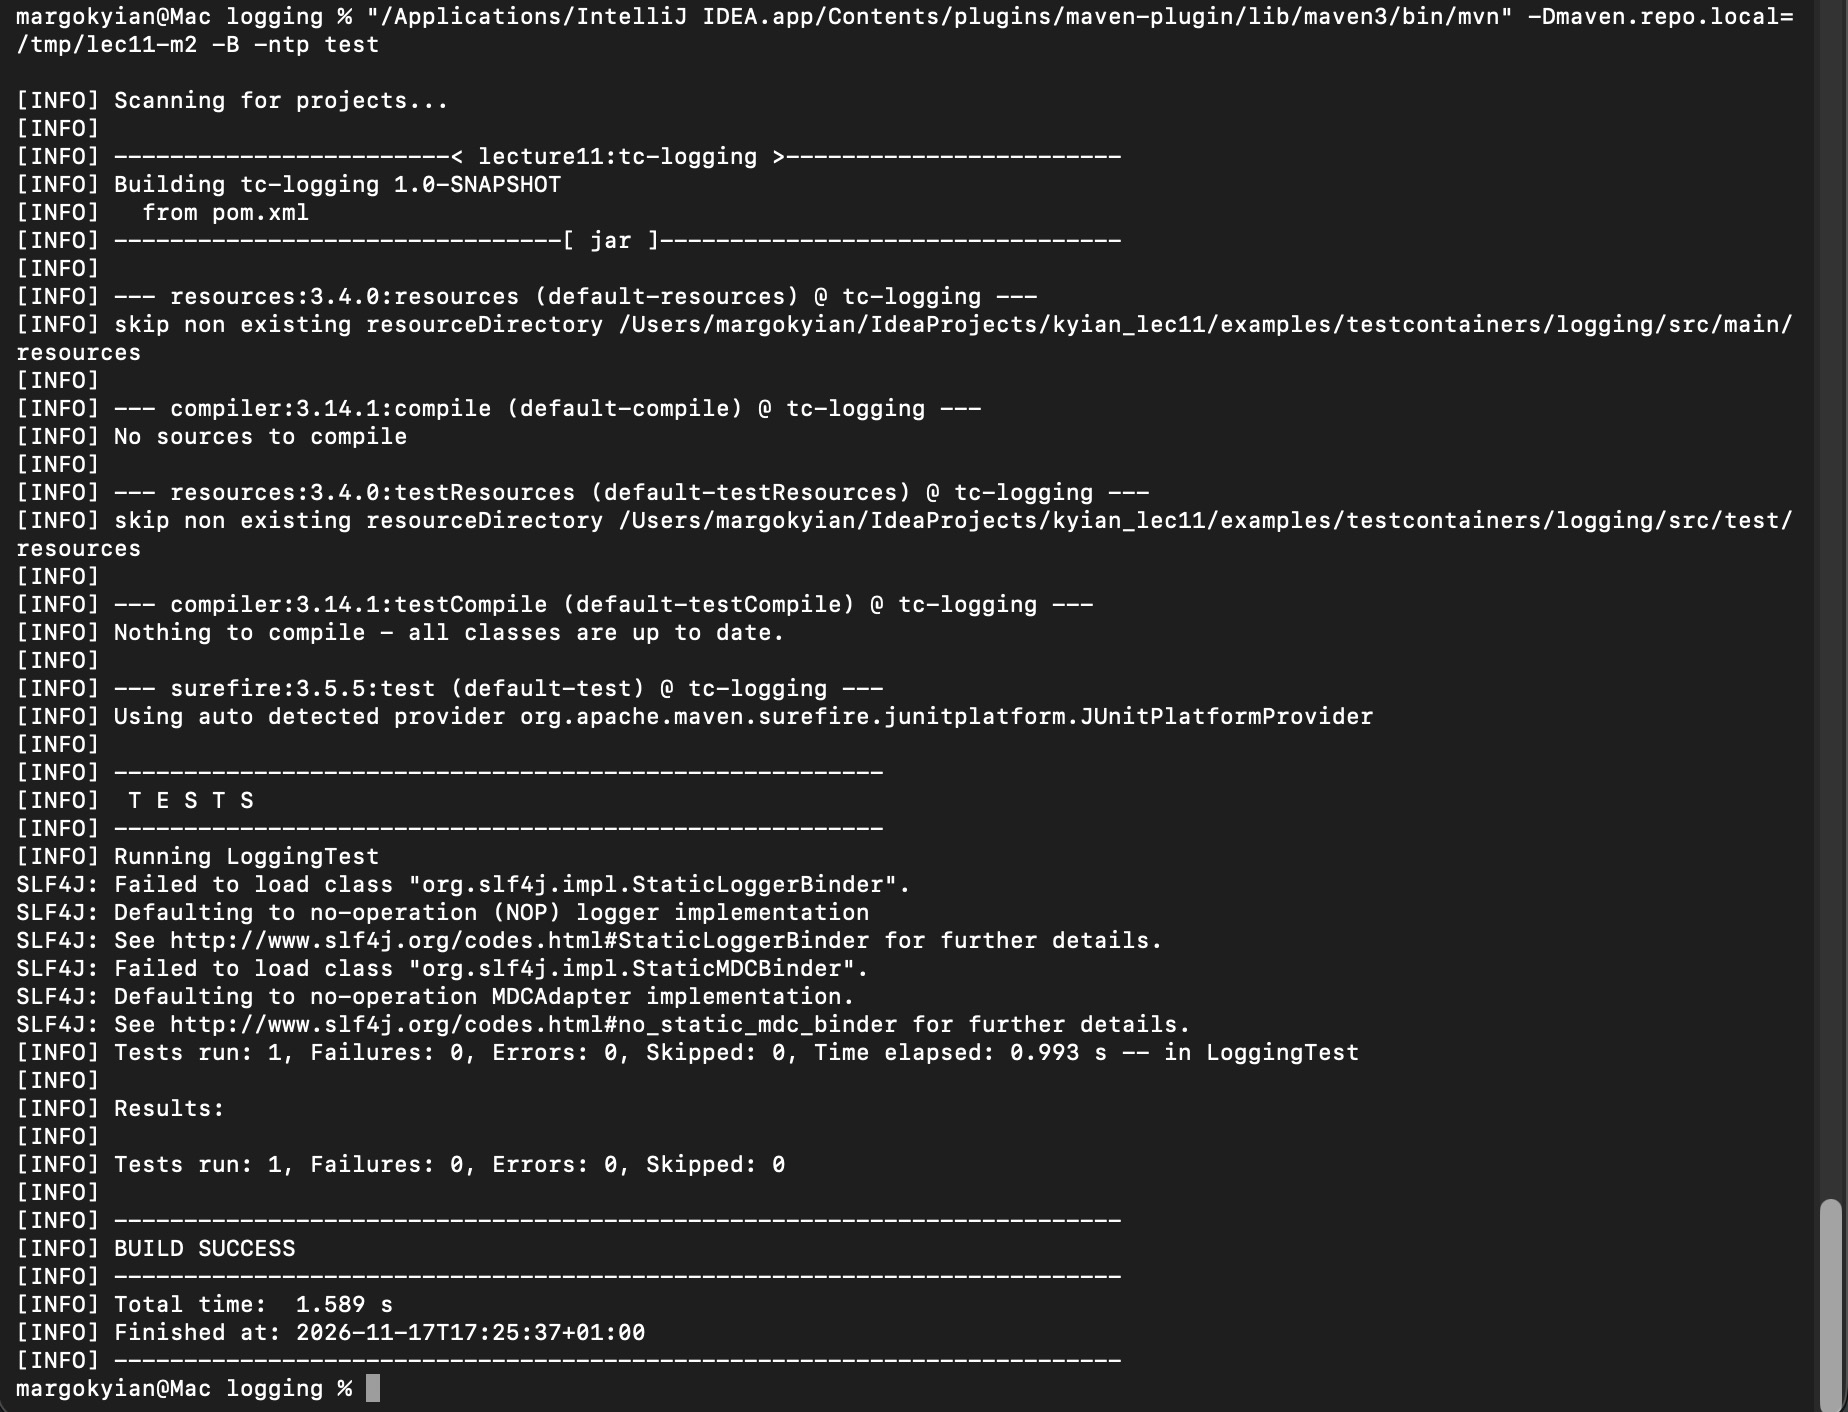 margokyian@Mac logging % "/Applications/IntelliJ IDEA.app/Contents/plugins/maven-plugin/lib/maven3/bin/mvn" -Dmaven.repo.local=
/tmp/lec11-m2 -B -ntp test
[INFO] Scanning for projects...
[INFO]
[INFO] ------------------------< lecture11:tc-logging >------------------------
[INFO] Building tc-logging 1.0-SNAPSHOT
[INFO]   from pom.xml
[INFO] --------------------------------[ jar ]---------------------------------
[INFO]
[INFO] --- resources:3.4.0:resources (default-resources) @ tc-logging ---
[INFO] skip non existing resourceDirectory /Users/margokyian/IdeaProjects/kyian_lec11/examples/testcontainers/logging/src/main/
resources
[INFO]
[INFO] --- compiler:3.14.1:compile (default-compile) @ tc-logging ---
[INFO] No sources to compile
[INFO]
[INFO] --- resources:3.4.0:testResources (default-testResources) @ tc-logging ---
[INFO] skip non existing resourceDirectory /Users/margokyian/IdeaProjects/kyian_lec11/examples/testcontainers/logging/src/test/
resources
[INFO]
[INFO] --- compiler:3.14.1:testCompile (default-testCompile) @ tc-logging ---
[INFO] Nothing to compile - all classes are up to date.
[INFO]
[INFO] --- surefire:3.5.5:test (default-test) @ tc-logging ---
[INFO] Using auto detected provider org.apache.maven.surefire.junitplatform.JUnitPlatformProvider
[INFO]
[INFO] -------------------------------------------------------
[INFO]  T E S T S
[INFO] -------------------------------------------------------
[INFO] Running LoggingTest
SLF4J: Failed to load class "org.slf4j.impl.StaticLoggerBinder".
SLF4J: Defaulting to no-operation (NOP) logger implementation
SLF4J: See http://www.slf4j.org/codes.html#StaticLoggerBinder for further details.
SLF4J: Failed to load class "org.slf4j.impl.StaticMDCBinder".
SLF4J: Defaulting to no-operation MDCAdapter implementation.
SLF4J: See http://www.slf4j.org/codes.html#no_static_mdc_binder for further details.
[INFO] Tests run: 1, Failures: 0, Errors: 0, Skipped: 0, Time elapsed: 0.993 s -- in LoggingTest
[INFO]
[INFO] Results:
[INFO]
[INFO] Tests run: 1, Failures: 0, Errors: 0, Skipped: 0
[INFO]
[INFO] ------------------------------------------------------------------------
[INFO] BUILD SUCCESS
[INFO] ------------------------------------------------------------------------
[INFO] Total time:  1.589 s
[INFO] Finished at: 2026-11-17T17:25:37+01:00
[INFO] ------------------------------------------------------------------------
margokyian@Mac logging %